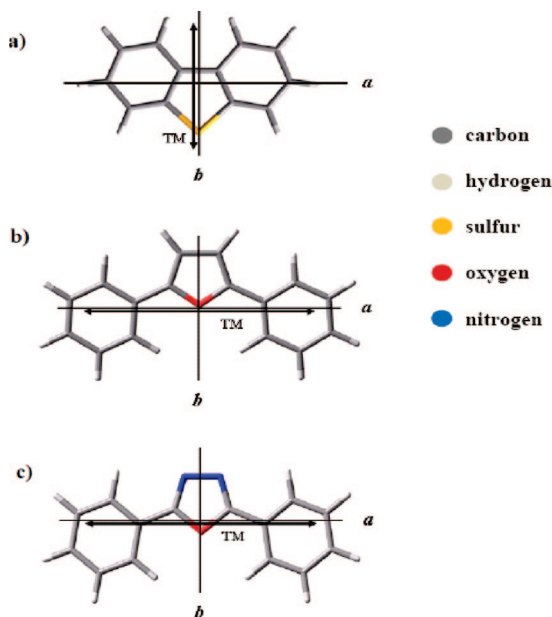 a)
a
TM
b
carbon
hydrogen
sulfur
oxygen
nitrogen
b)
TM
a
b
c)
a
TM
b